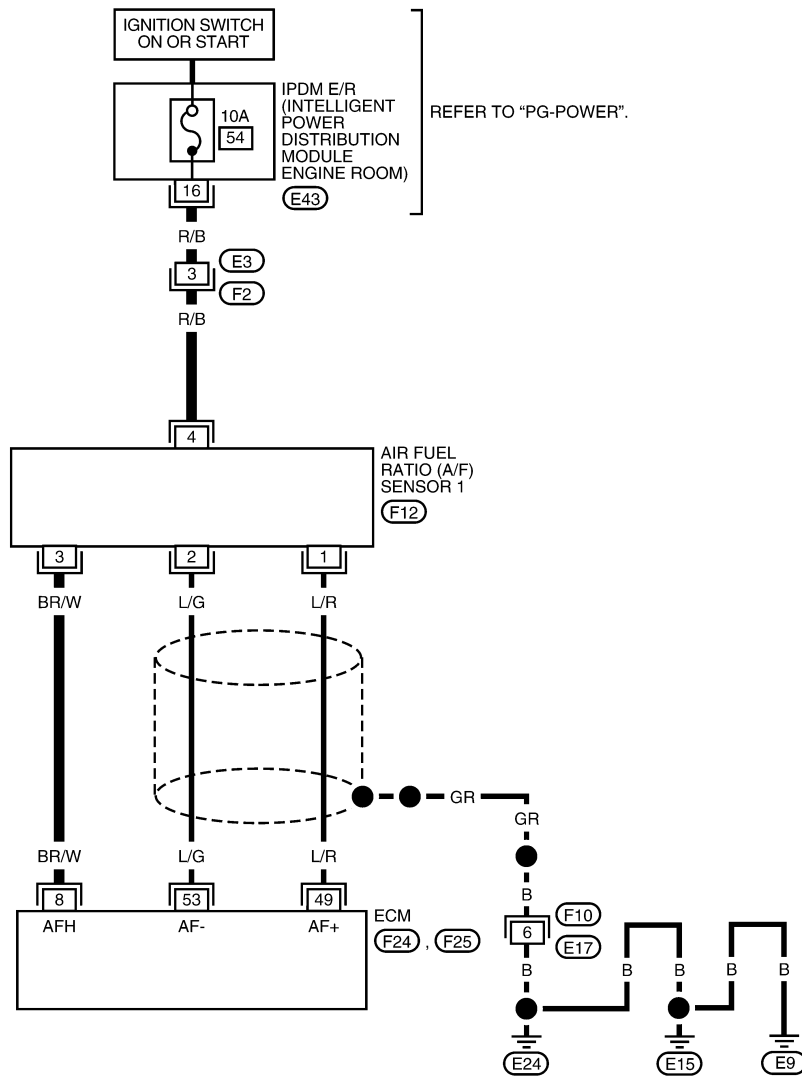 IGNITION SWITCH
ON OR START
IPDM E/R
(INTELLIGENT
POWER
DISTRIBUTION
MODULE
ENGINE ROOM)
E43
REFER TO “PG-POWER”.
10A
54
16
R/B
3
E3
F2
R/B
4
AIR FUEL
RATIO (A/F)
SENSOR 1
F12
3
2
1
BR/W
L/G
L/R
GR
GR
BR/W
L/G
L/R
8
53
49
AFH
AF-
AF+
ECM
F24 , F25
B
6
F10
E17
B
B
B
B
B
E24
E15
E9